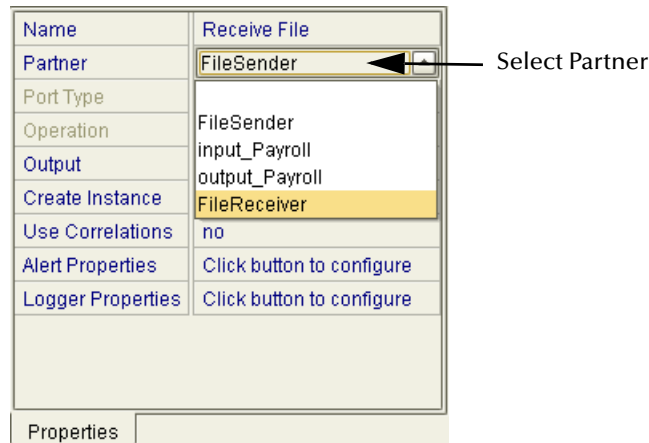 Name Receive File
Partner FileSender Select Partner
Port Type
Operation FileSender
Output input_Payroll
output_Payroll
Create Instance FileReceiver
Use Correlations no
Alert Properties Click button to configure
Logger Properties Click button to configure
Properties